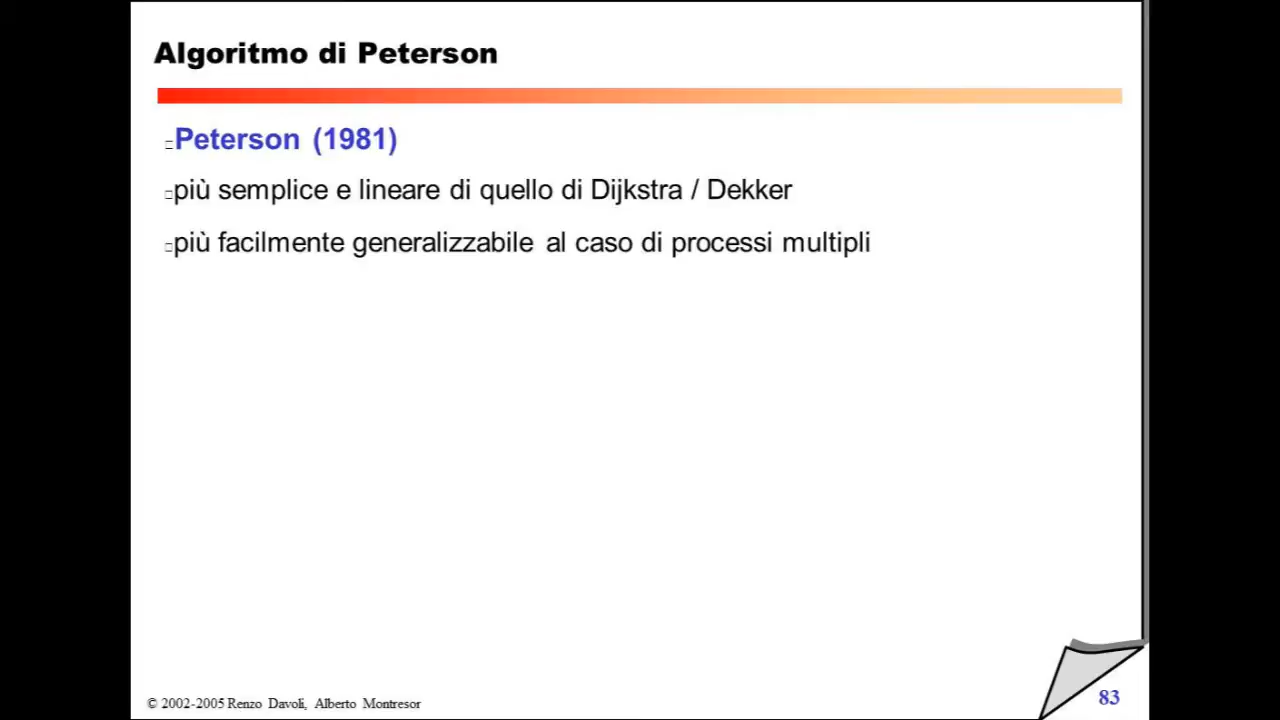 Algoritmo di Peterson
Peterson (1981)
più semplice e lineare di quello di Dijkstra / Dekker
più facilmente generalizzabile al caso di processi multipli
© 2002-2005 Renzo Davoli, Alberto Montresor
83